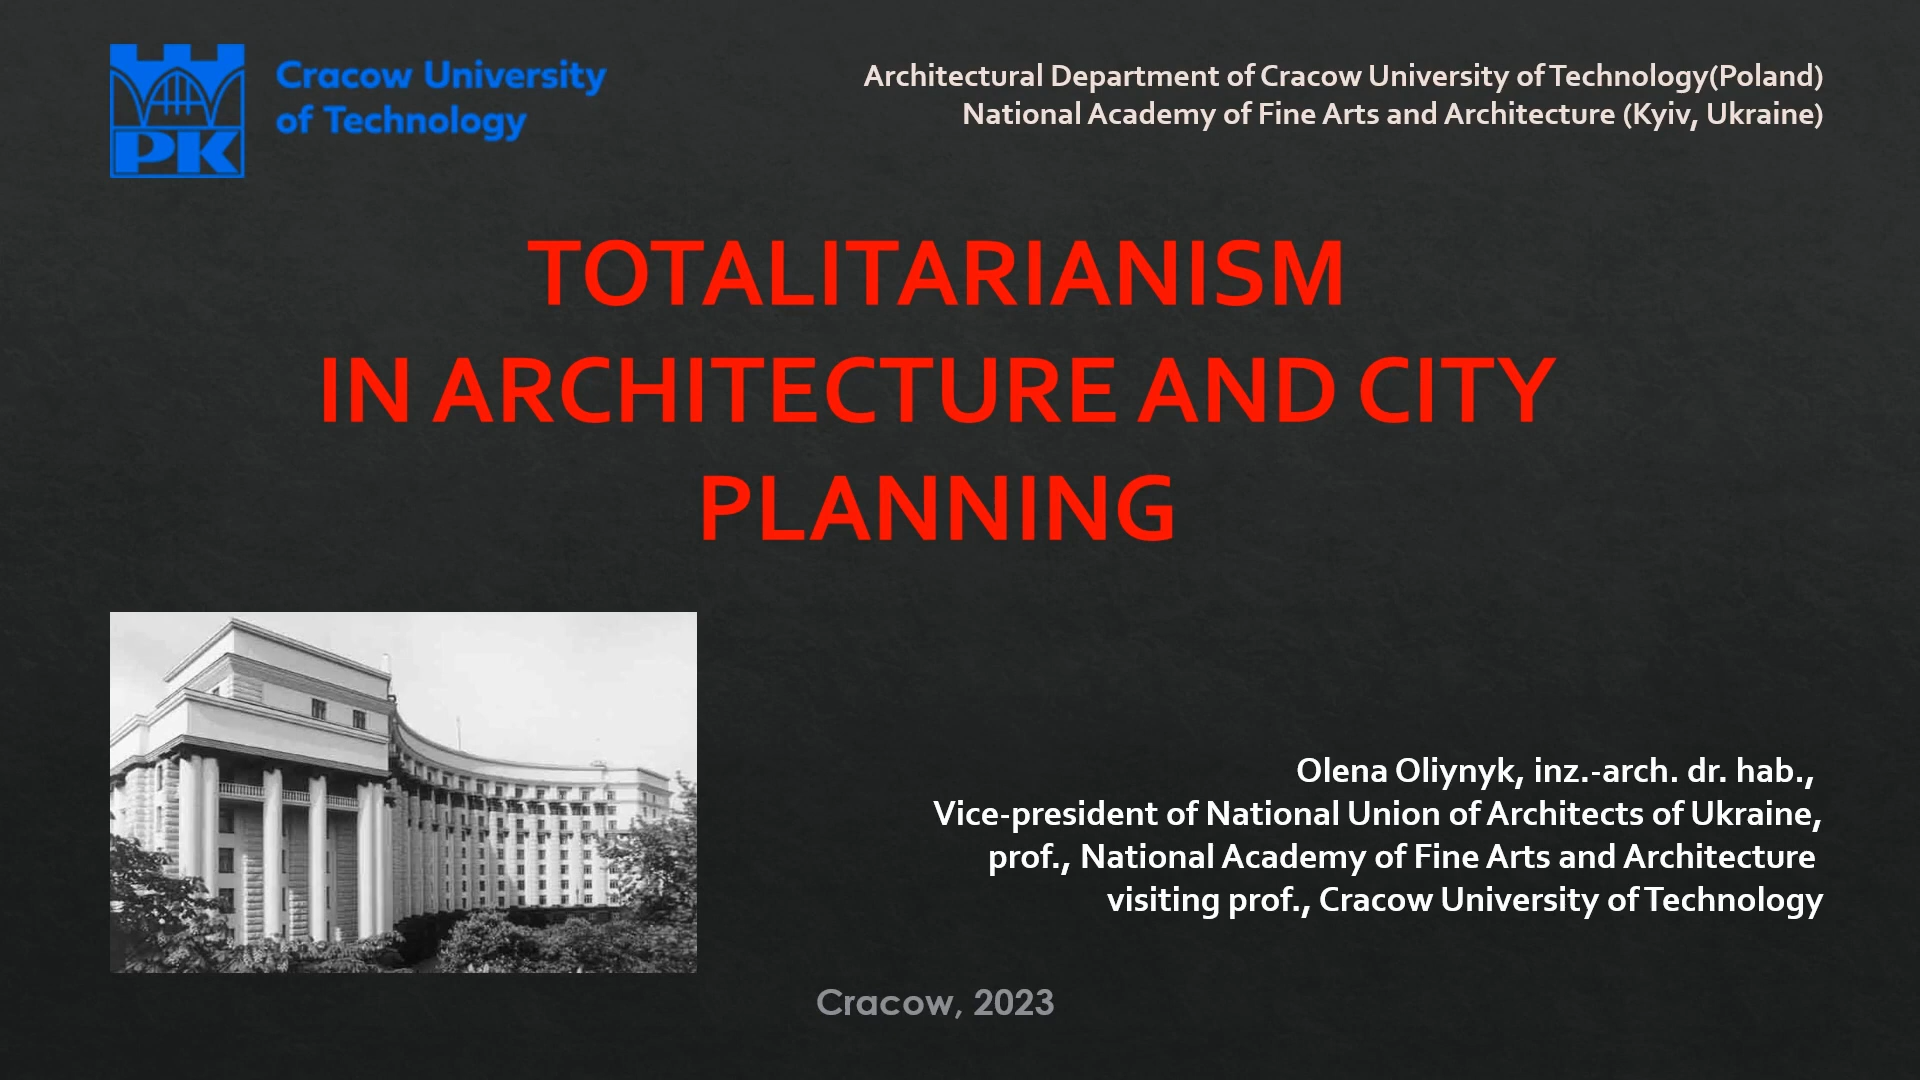 PK
Cracow University
of Technology
Architectural Department of Cracow University of Technology(Poland)
National Academy of Fine Arts and Architecture (Kyiv, Ukraine)
TOTALITARIANISM
IN ARCHITECTURE AND CITY
PLANNING
Olena Oliynyk, inz.-arch. dr. hab.,
Vice-president of National Union of Architects of Ukraine,
prof., National Academy of Fine Arts and Architecture
visiting prof., Cracow University of Technology
Cracow, 2023